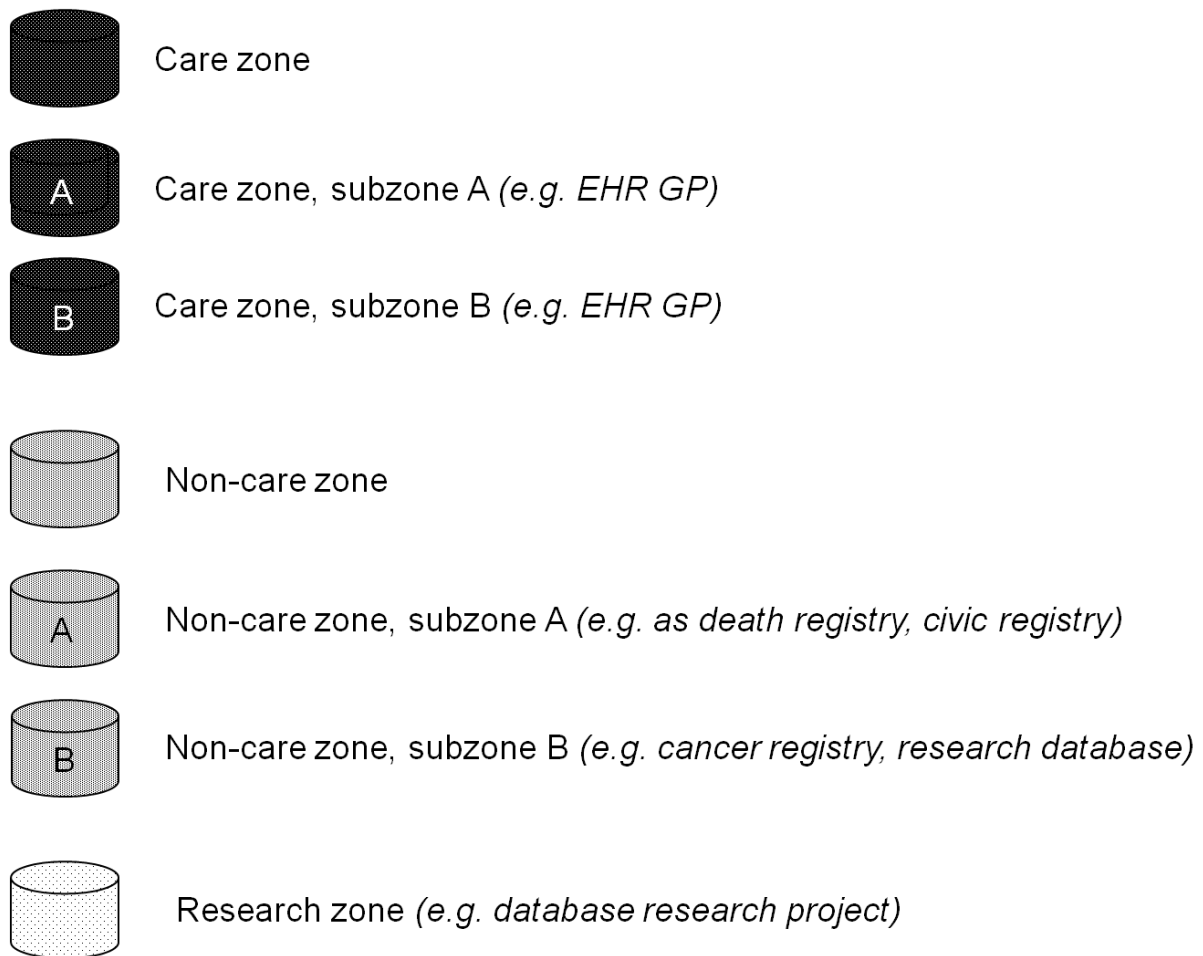 Care zone
A Care zone, subzone A (e.g. EHR GP)
B Care zone, subzone B (e.g. EHR GP)
Non-care zone
A Non-care zone, subzone A (e.g. as death registry, civic registry)
B Non-care zone, subzone B (e.g. cancer registry, research database)
Research zone (e.g. database research project)